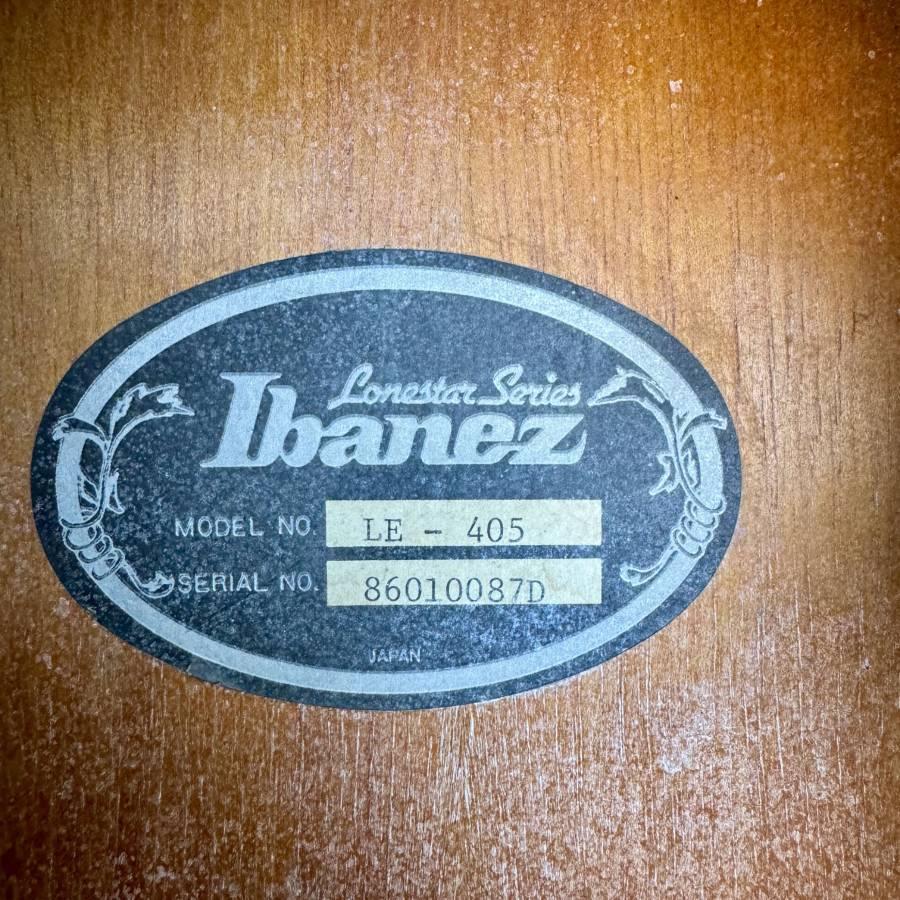 Lonestar Series
Ibanez
MODEL NO. LE - 405
SERIAL NO. 86010087D
JAPAN